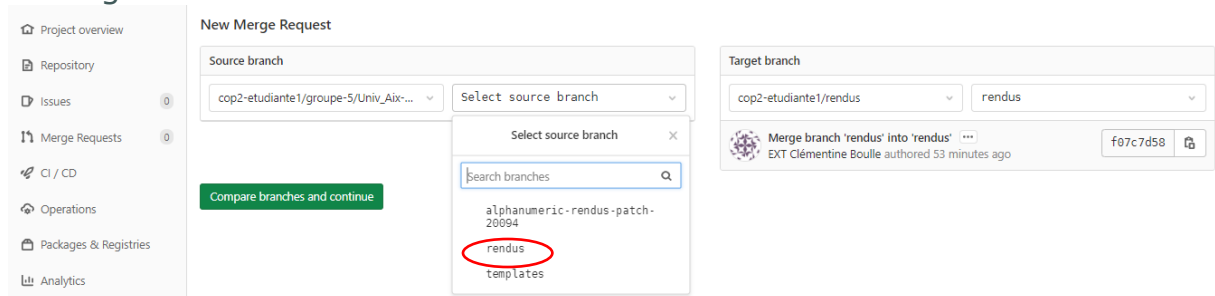 Project overview
Repository
Issues 0
Merge Requests 0
CI / CD
Operations
Packages & Registries
Analytics
New Merge Request
Source branch
cop2-etudiante1/groupe-5/Univ_Aix-...
Select source branch
Select source branch
Search branches
alphanumeric-rendus-patch-
20094
rendus
templates
Compare branches and continue
Target branch
cop2-etudiante1/rendus
rendus
Merge branch 'rendus' into 'rendus' ...
EXT Clémentine Boulle authored 53 minutes ago
f07c7d58